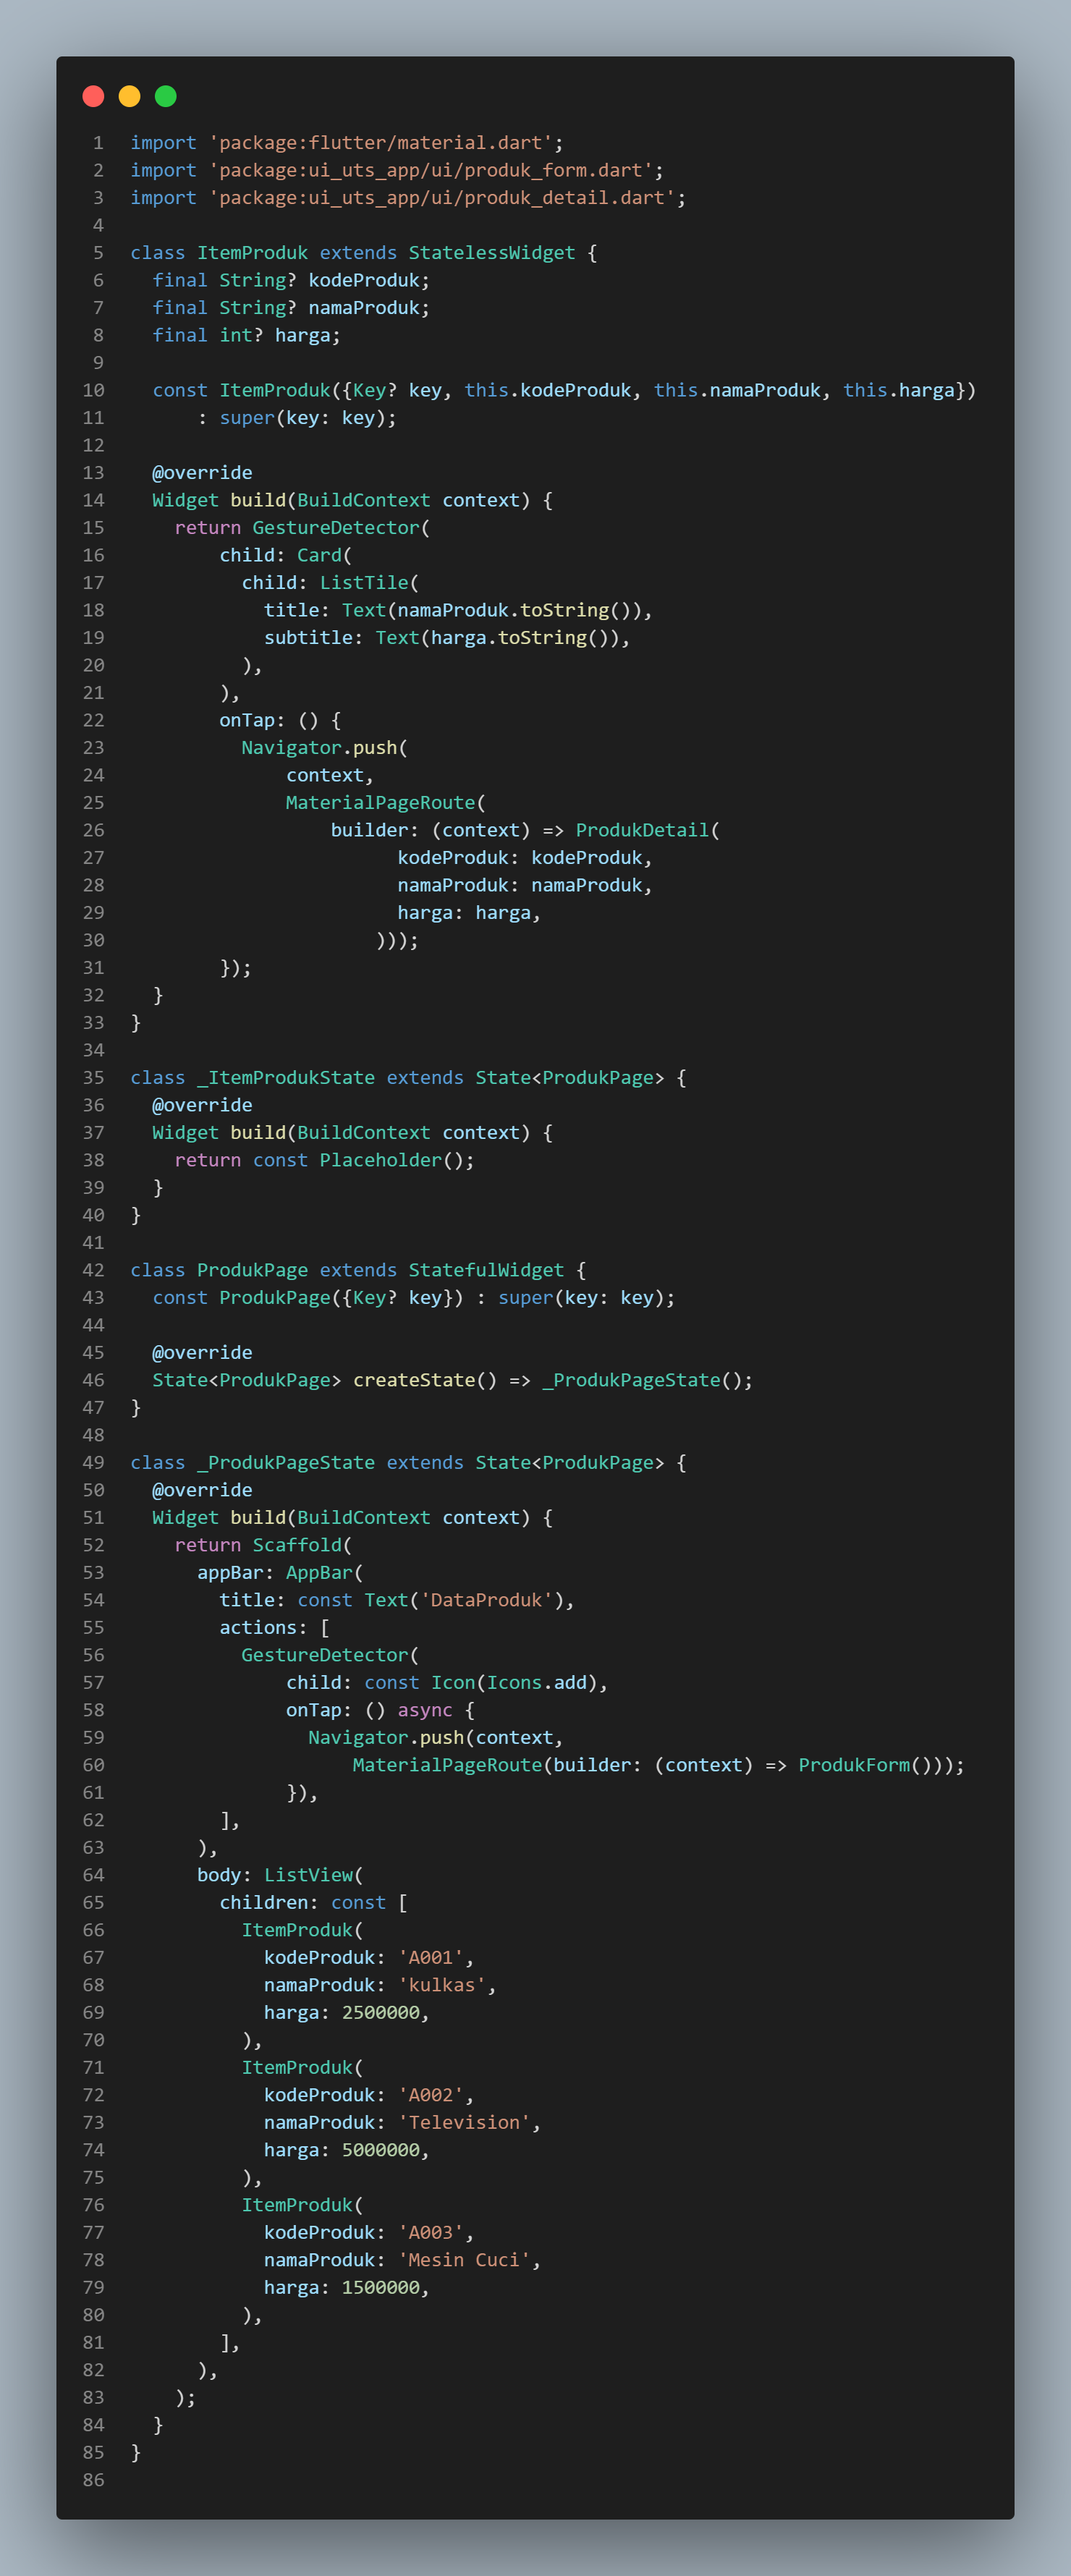 1 import 'package:flutter/material.dart';
2 import 'package:ui_uts_app/ui/produk_form.dart';
3 import 'package:ui_uts_app/ui/produk_detail.dart';
4
5 class ItemProduk extends StatelessWidget {
6   final String? kodeProduk;
7   final String? namaProduk;
8   final int? harga;
9
10   const ItemProduk({Key? key, this.kodeProduk, this.namaProduk, this.harga})
11       : super(key: key);
12
13   @override
14   Widget build(BuildContext context) {
15     return GestureDetector(
16         child: Card(
17           child: ListTile(
18             title: Text(namaProduk.toString()),
19             subtitle: Text(harga.toString()),
20           ),
21         ),
22         onTap: () {
23           Navigator.push(
24               context,
25               MaterialPageRoute(
26                   builder: (context) => ProdukDetail(
27                         kodeProduk: kodeProduk,
28                         namaProduk: namaProduk,
29                         harga: harga,
30                       )));
31         });
32   }
33 }
34
35 class _ItemProdukState extends State<ProdukPage> {
36   @override
37   Widget build(BuildContext context) {
38     return const Placeholder();
39   }
40 }
41
42 class ProdukPage extends StatefulWidget {
43   const ProdukPage({Key? key}) : super(key: key);
44
45   @override
46   State<ProdukPage> createState() => _ProdukPageState();
47 }
48
49 class _ProdukPageState extends State<ProdukPage> {
50   @override
51   Widget build(BuildContext context) {
52     return Scaffold(
53       appBar: AppBar(
54         title: const Text('DataProduk'),
55         actions: [
56           GestureDetector(
57               child: const Icon(Icons.add),
58               onTap: () async {
59                 Navigator.push(context,
60                     MaterialPageRoute(builder: (context) => ProdukForm()));
61               }),
62         ],
63       ),
64       body: ListView(
65         children: const [
66           ItemProduk(
67             kodeProduk: 'A001',
68             namaProduk: 'kulkas',
69             harga: 2500000,
70           ),
71           ItemProduk(
72             kodeProduk: 'A002',
73             namaProduk: 'Television',
74             harga: 5000000,
75           ),
76           ItemProduk(
77             kodeProduk: 'A003',
78             namaProduk: 'Mesin Cuci',
79             harga: 1500000,
80           ),
81         ],
82       ),
83     );
84   }
85 }
86